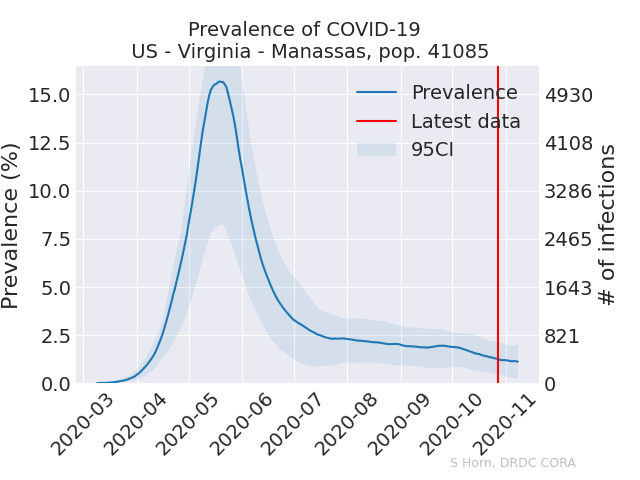 Prevalence of COVID-19
US - Virginia - Manassas, pop. 41085
Prevalence (%)
15.0
12.5
10.0
7.5
5.0
2.5
0.0
Prevalence
Latest data
95CI
4930
4108
3286
2465
1643
821
0
# of infections
2020-03
2020-04
2020-05
2020-06
2020-07
2020-08
2020-09
2020-10
2020-11
S Horn, DRDC CORA